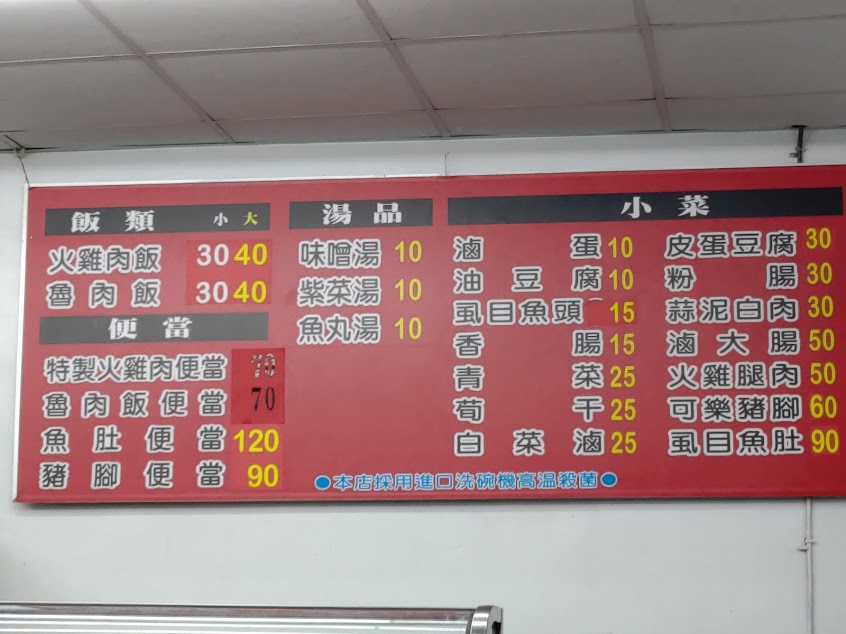 飯類 小 大
火雞肉飯 30 40
魯肉飯 30 40
便當
特製火雞肉便當 70
魯肉飯便當 70
魚肚便當 120
豬腳便當 90
湯品
味噌湯 10
紫菜湯 10
魚丸湯 10
小菜
滷蛋 10
油豆腐 10
虱目魚頭 15
香腸 15
青菜 25
荀干 25
白菜滷 25
皮蛋豆腐 30
粉腸 30
蒜泥白肉 30
滷大腸 50
火雞腿肉 50
可樂豬腳 60
虱目魚肚 90
●本店採用進口洗碗機高温殺菌●